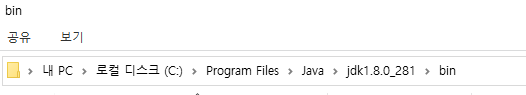 bin
공유 보기
내 PC > 로컬 디스크 (C:) > Program Files > Java > jdk1.8.0_281 > bin